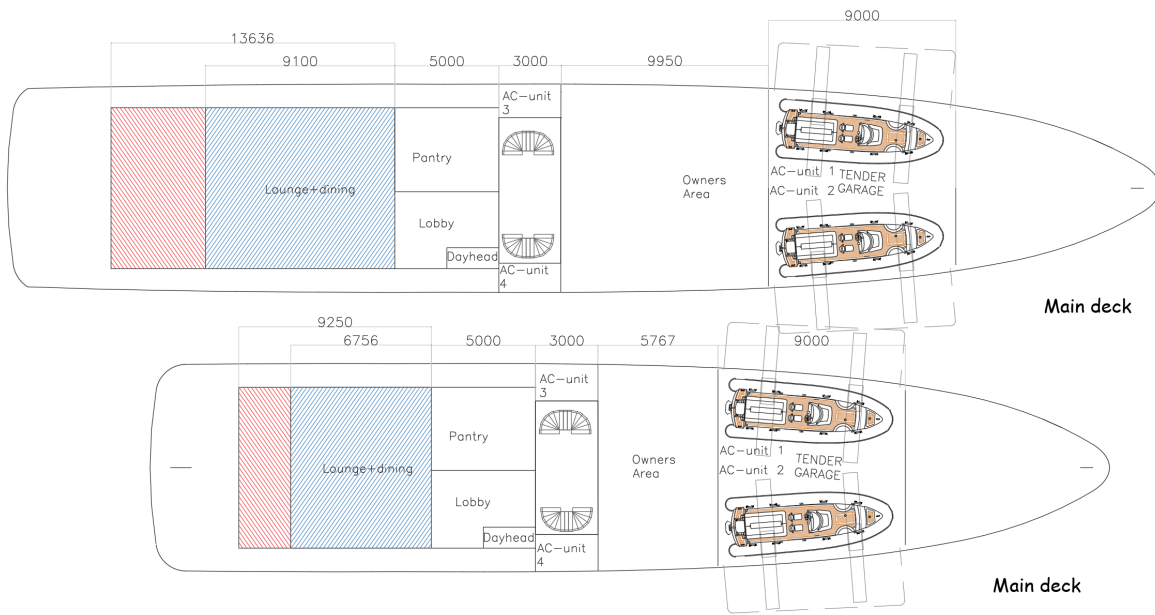 9000
13636
9100
5000
3000
9950
AC-unit
3
Pantry
Lounge+dining
Owners
Area
AC-unit 1
TENDER
AC-unit 2
GARAGE
Lobby
Dayhead
AC-unit
4
Main deck
9250
6756
5000
3000
5767
9000
AC-unit
3
Pantry
Lounge+dining
Owners
Area
AC-unit 1
TENDER
AC-unit 2
GARAGE
Lobby
Dayhead
AC-unit
4
Main deck